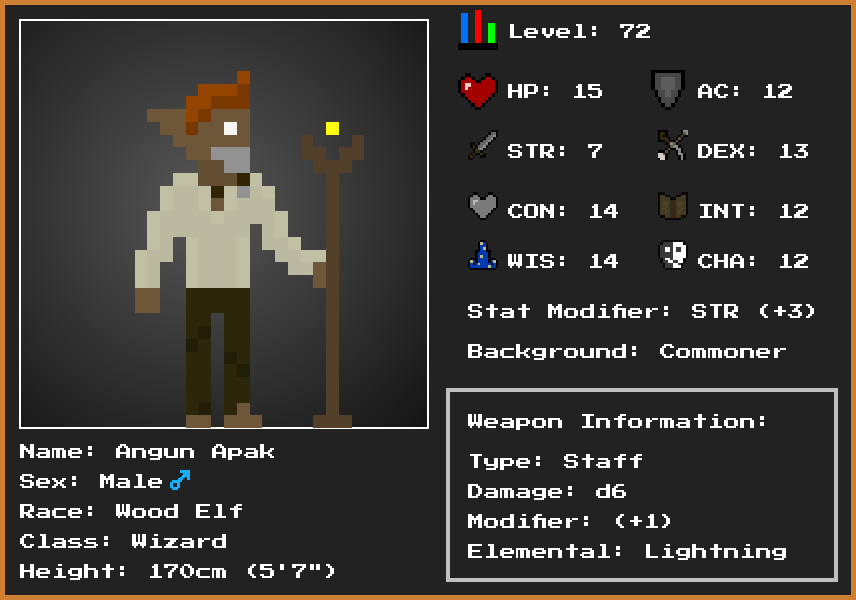 Level: 72
HP: 15 AC: 12
STR: 7 DEX: 13
CON: 14 INT: 12
WIS: 14 CHA: 12
Stat Modifier: STR (+3)
Background: Commoner
Weapon Information:
Type: Staff
Damage: d6
Modifier: (+1)
Elemental: Lightning
Name: Angun Apak
Sex: Male ♂
Race: Wood Elf
Class: Wizard
Height: 170cm (5'7")